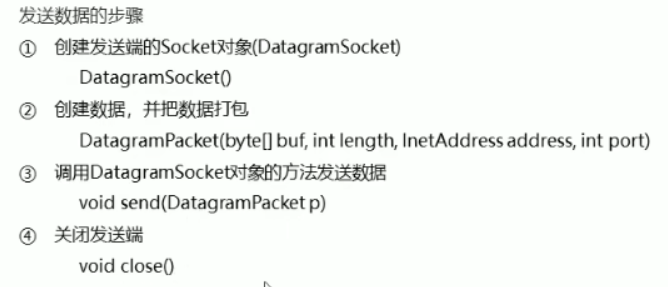 发送数据的步骤
① 创建发送端的Socket对象(DatagramSocket)
DatagramSocket()
② 创建数据，并把数据打包
DatagramPacket(byte[] buf, int length, InetAddress address, int port)
③ 调用DatagramSocket对象的方法发送数据
void send(DatagramPacket p)
④ 关闭发送端
void close()